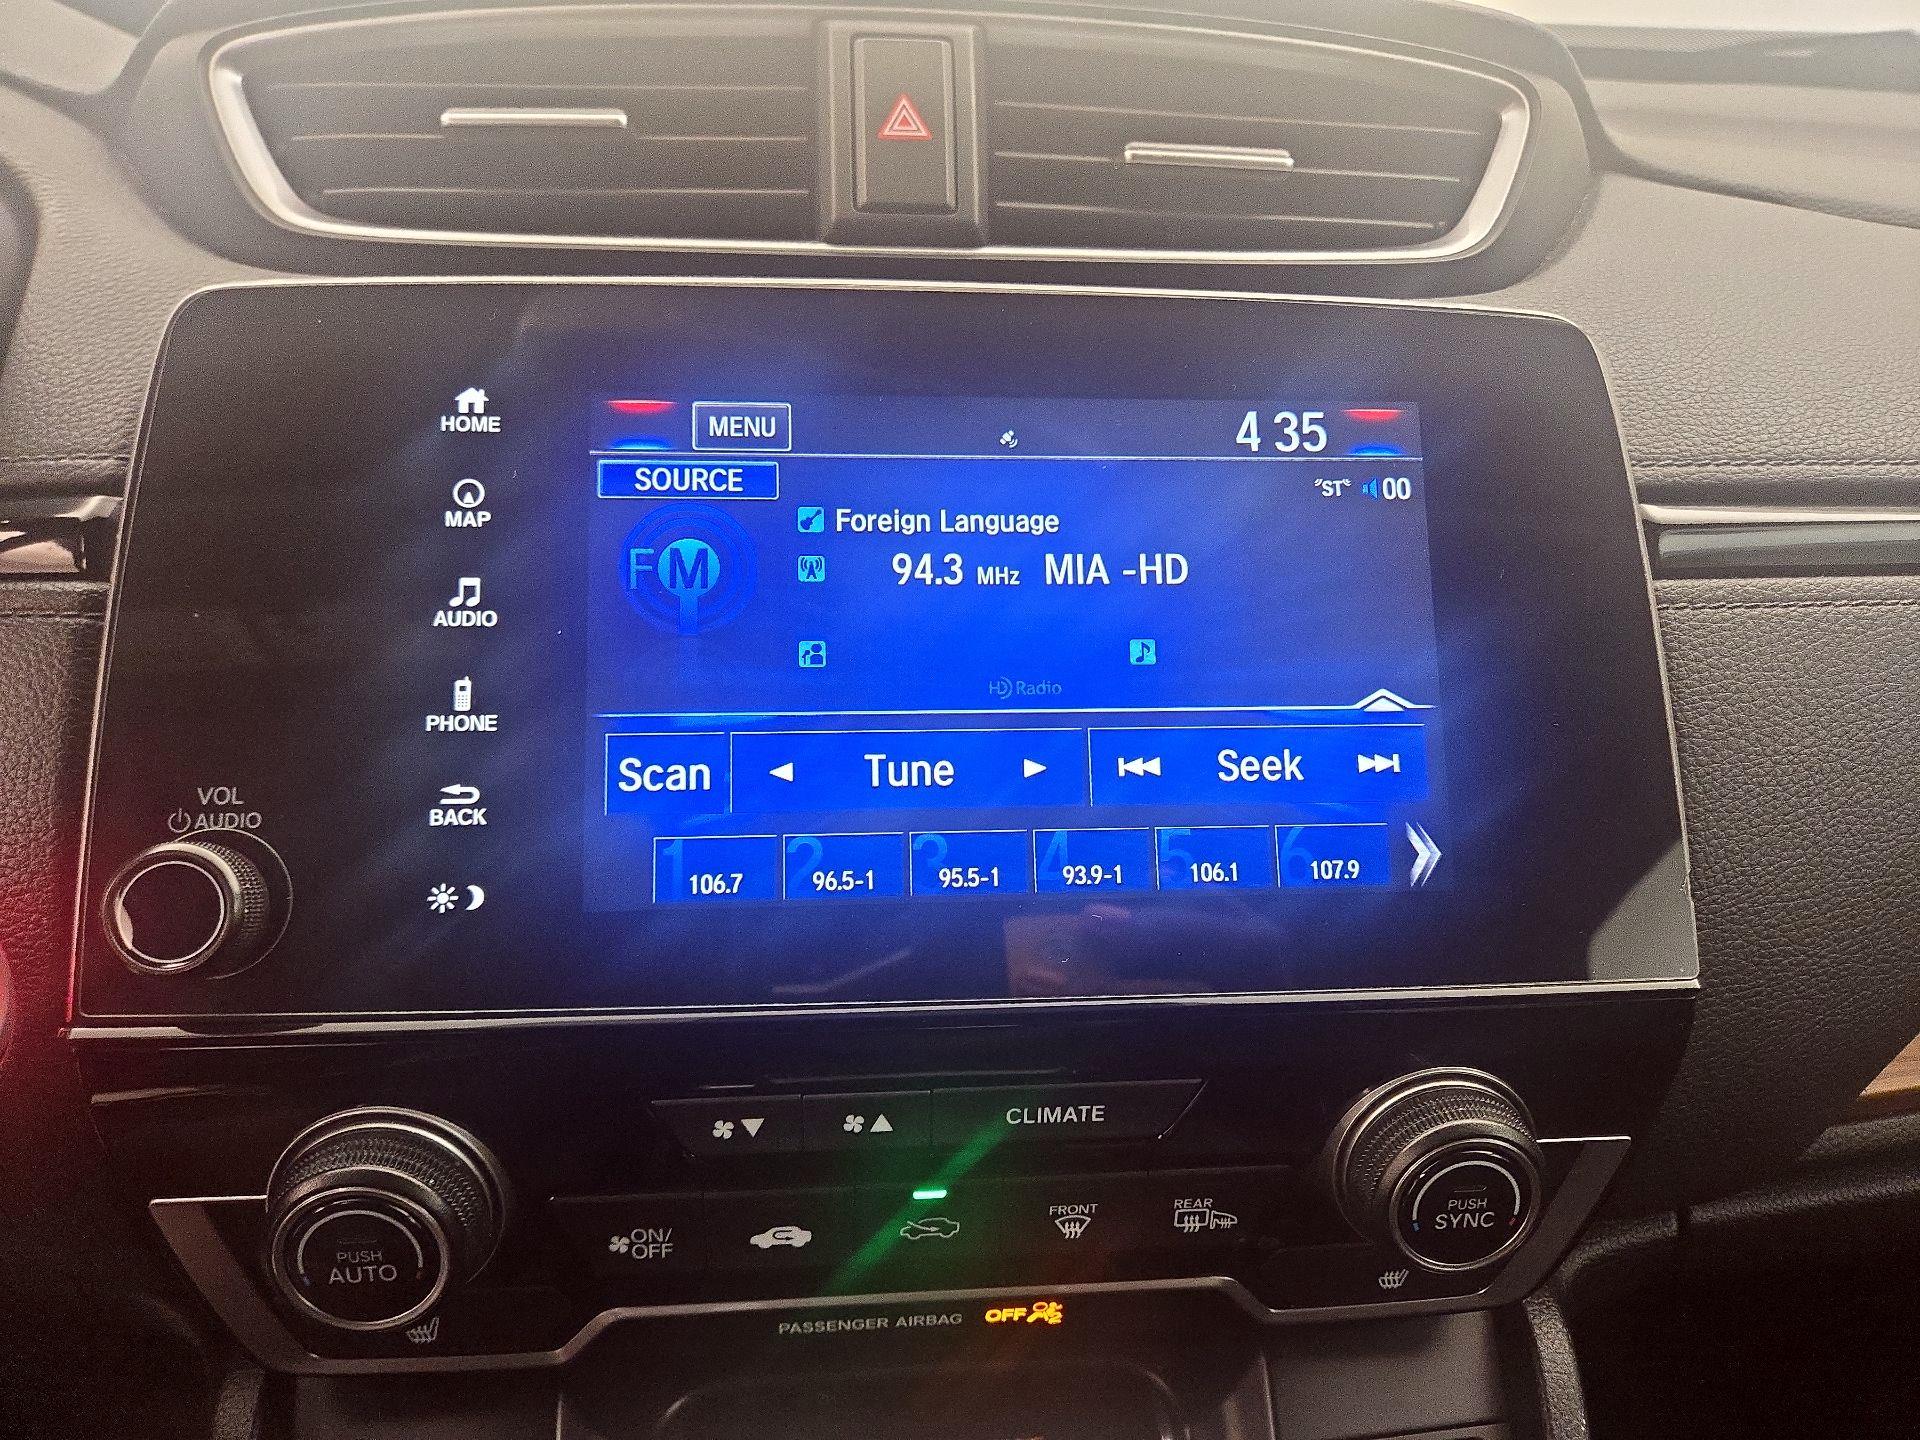 HOME
MAP
AUDIO
PHONE
BACK
VOL
AUDIO
MENU
4 35
SOURCE
"ST" 00
FM
Foreign Language
94.3 MHz MIA -HD
HD Radio
Scan
Tune
Seek
1 106.7
2 96.5-1
3 95.5-1
4 93.9-1
5 106.1
6 107.9
CLIMATE
ON/
OFF
FRONT
REAR
PUSH
AUTO
PUSH
SYNC
PASSENGER AIRBAG OFF